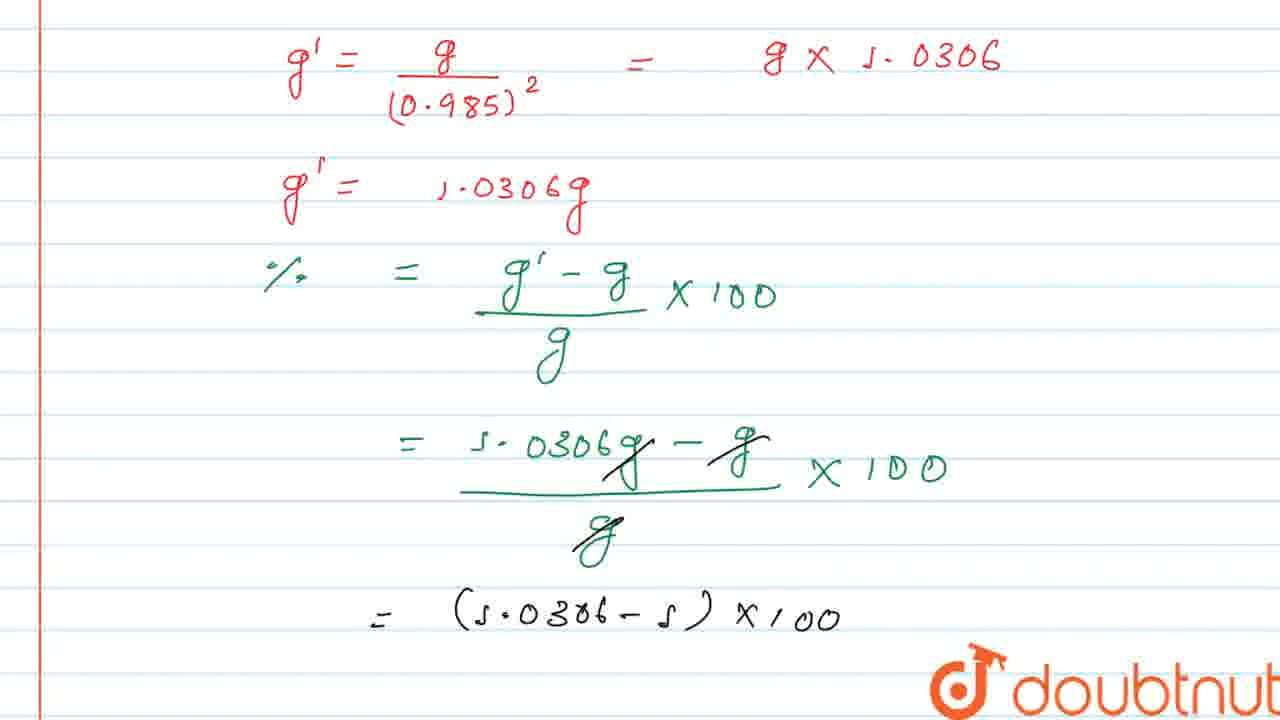 g' = g / (0.985)² = g × 1.0306
g' = 1.0306g
% = g' - g / g × 100
= 1.0306g - g / g × 100
= (1.0306 - 1) × 100
doubtnut